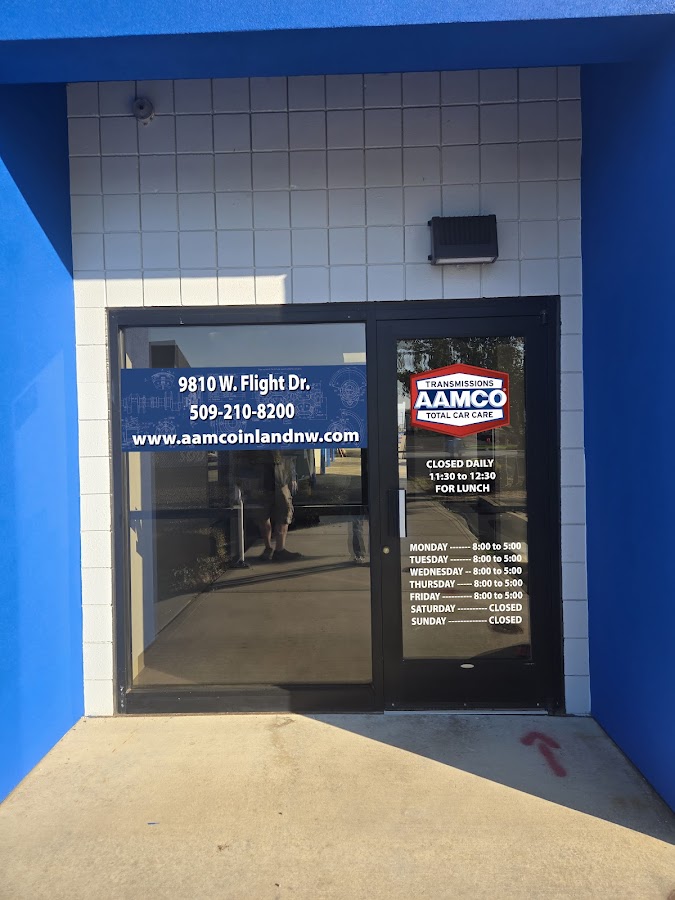 9810 W. Flight Dr.
509-210-8200
www.aamcoinlandnw.com
TRANSMISSIONS
AAMCO
TOTAL CAR CARE
CLOSED DAILY
11:30 to 12:30
FOR LUNCH
MONDAY ------- 8:00 to 5:00
TUESDAY ------- 8:00 to 5:00
WEDNESDAY -- 8:00 to 5:00
THURSDAY ----- 8:00 to 5:00
FRIDAY ---------- 8:00 to 5:00
SATURDAY ---------- CLOSED
SUNDAY ------------- CLOSED